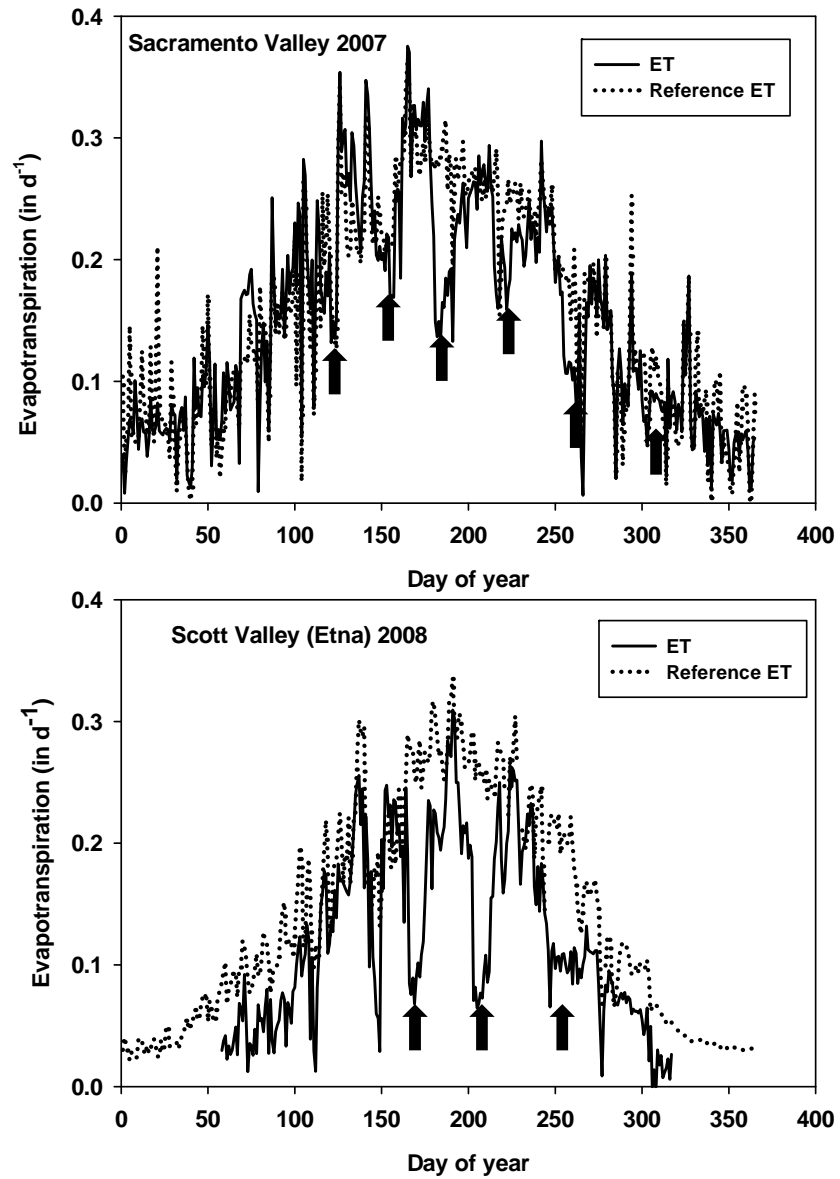 Sacramento Valley 2007
ET
Reference ET
Evapotranspiration (in d-1)
0.4
0.3
0.2
0.1
0.0
0 50 100 150 200 250 300 350 400
Day of year
Scott Valley (Etna) 2008
ET
Reference ET
Evapotranspiration (in d-1)
0.4
0.3
0.2
0.1
0.0
0 50 100 150 200 250 300 350 400
Day of year